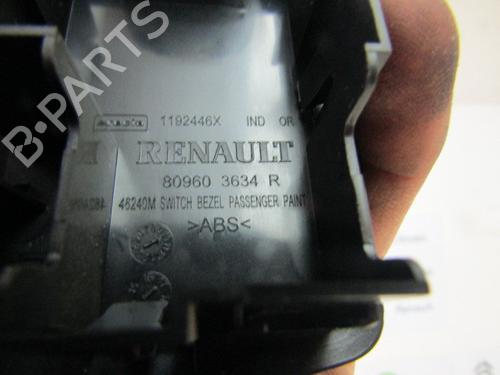 B·PARTS
1192446X IND OR
RENAULT
80960 3634 R
46240M SWITCH BEZEL PASSENGER PAINT
>ABS<